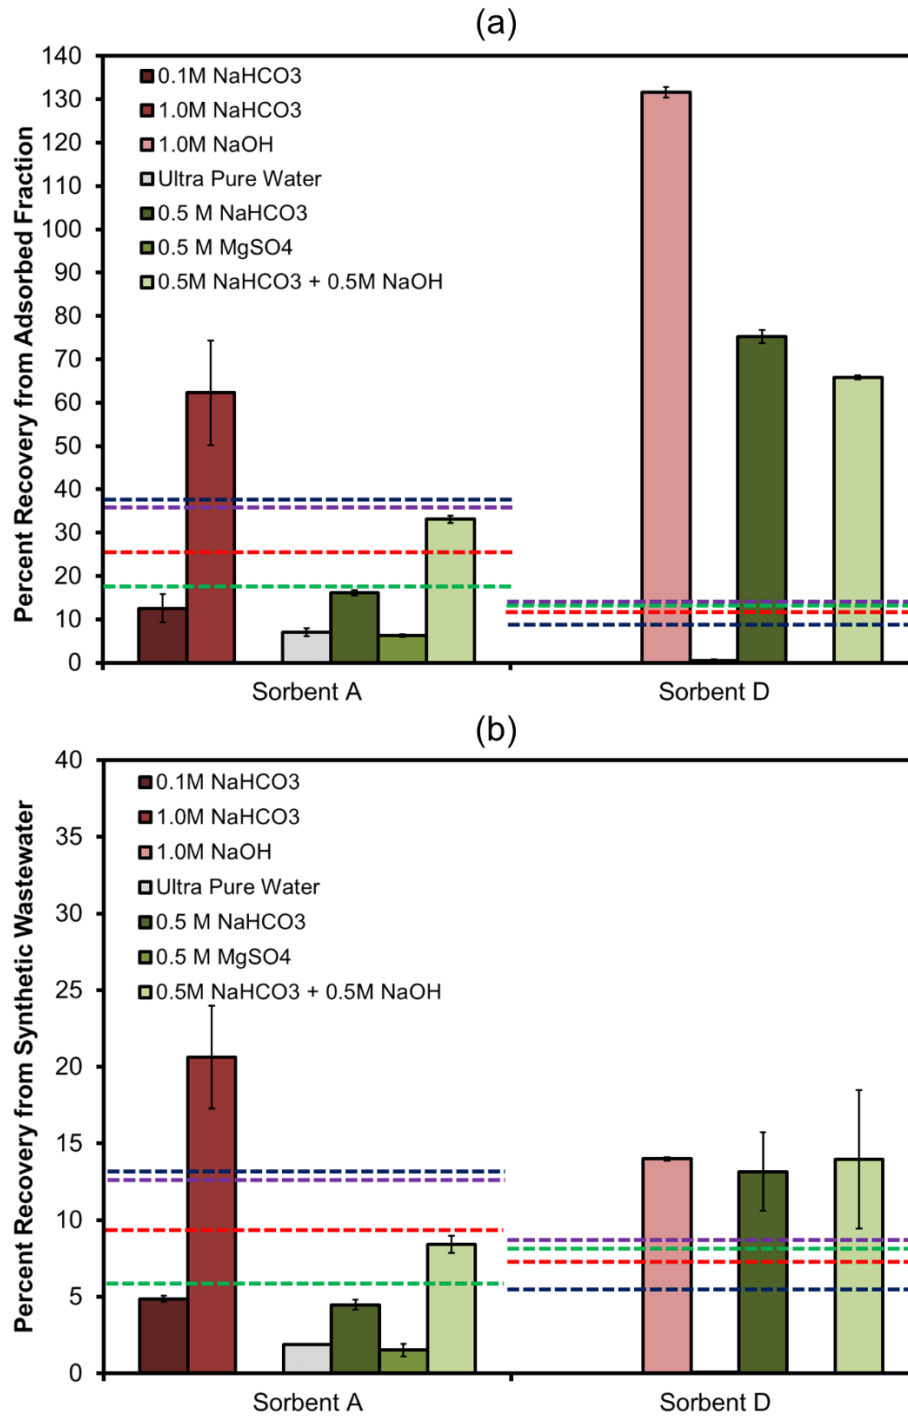 (a)
Percent Recovery from Adsorbed Fraction
140
130
120
110
100
90
80
70
60
50
40
30
20
10
0
0.1M NaHCO3
1.0M NaHCO3
1.0M NaOH
Ultra Pure Water
0.5 M NaHCO3
0.5 M MgSO4
0.5M NaHCO3 + 0.5M NaOH
Sorbent A
Sorbent D
(b)
Percent Recovery from Synthetic Wastewater
40
35
30
25
20
15
10
5
0
0.1M NaHCO3
1.0M NaHCO3
1.0M NaOH
Ultra Pure Water
0.5 M NaHCO3
0.5 M MgSO4
0.5M NaHCO3 + 0.5M NaOH
Sorbent A
Sorbent D